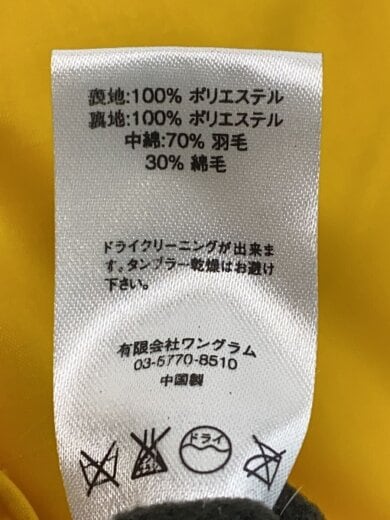 表地:100% ポリエステル
裏地:100% ポリエステル
中綿:70% 羽毛
30% 綿毛
ドライクリーニングが出来ま
す。タンブラー乾燥はお避け
下さい。
有限会社ワングラム
03-5770-8510
中国製
ドライ